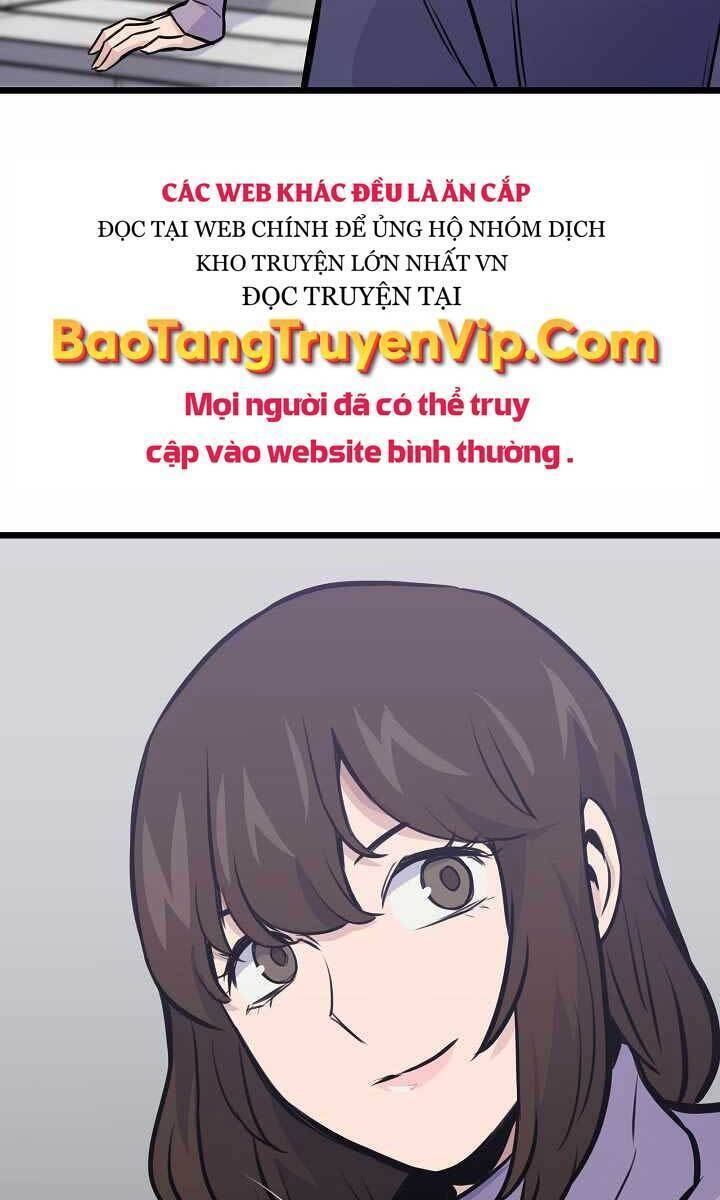 CÁC WEB KHÁC ĐỀU LÀ ĂN CẮP
ĐỌC TẠI WEB CHÍNH ĐỂ ỦNG HỘ NHÓM DỊCH
KHO TRUYỆN LỚN NHẤT VN
ĐỌC TRUYỆN TẠI
BaoTangTruyenVip.Com
Mọi người đã có thể truy
cập vào website bình thường.